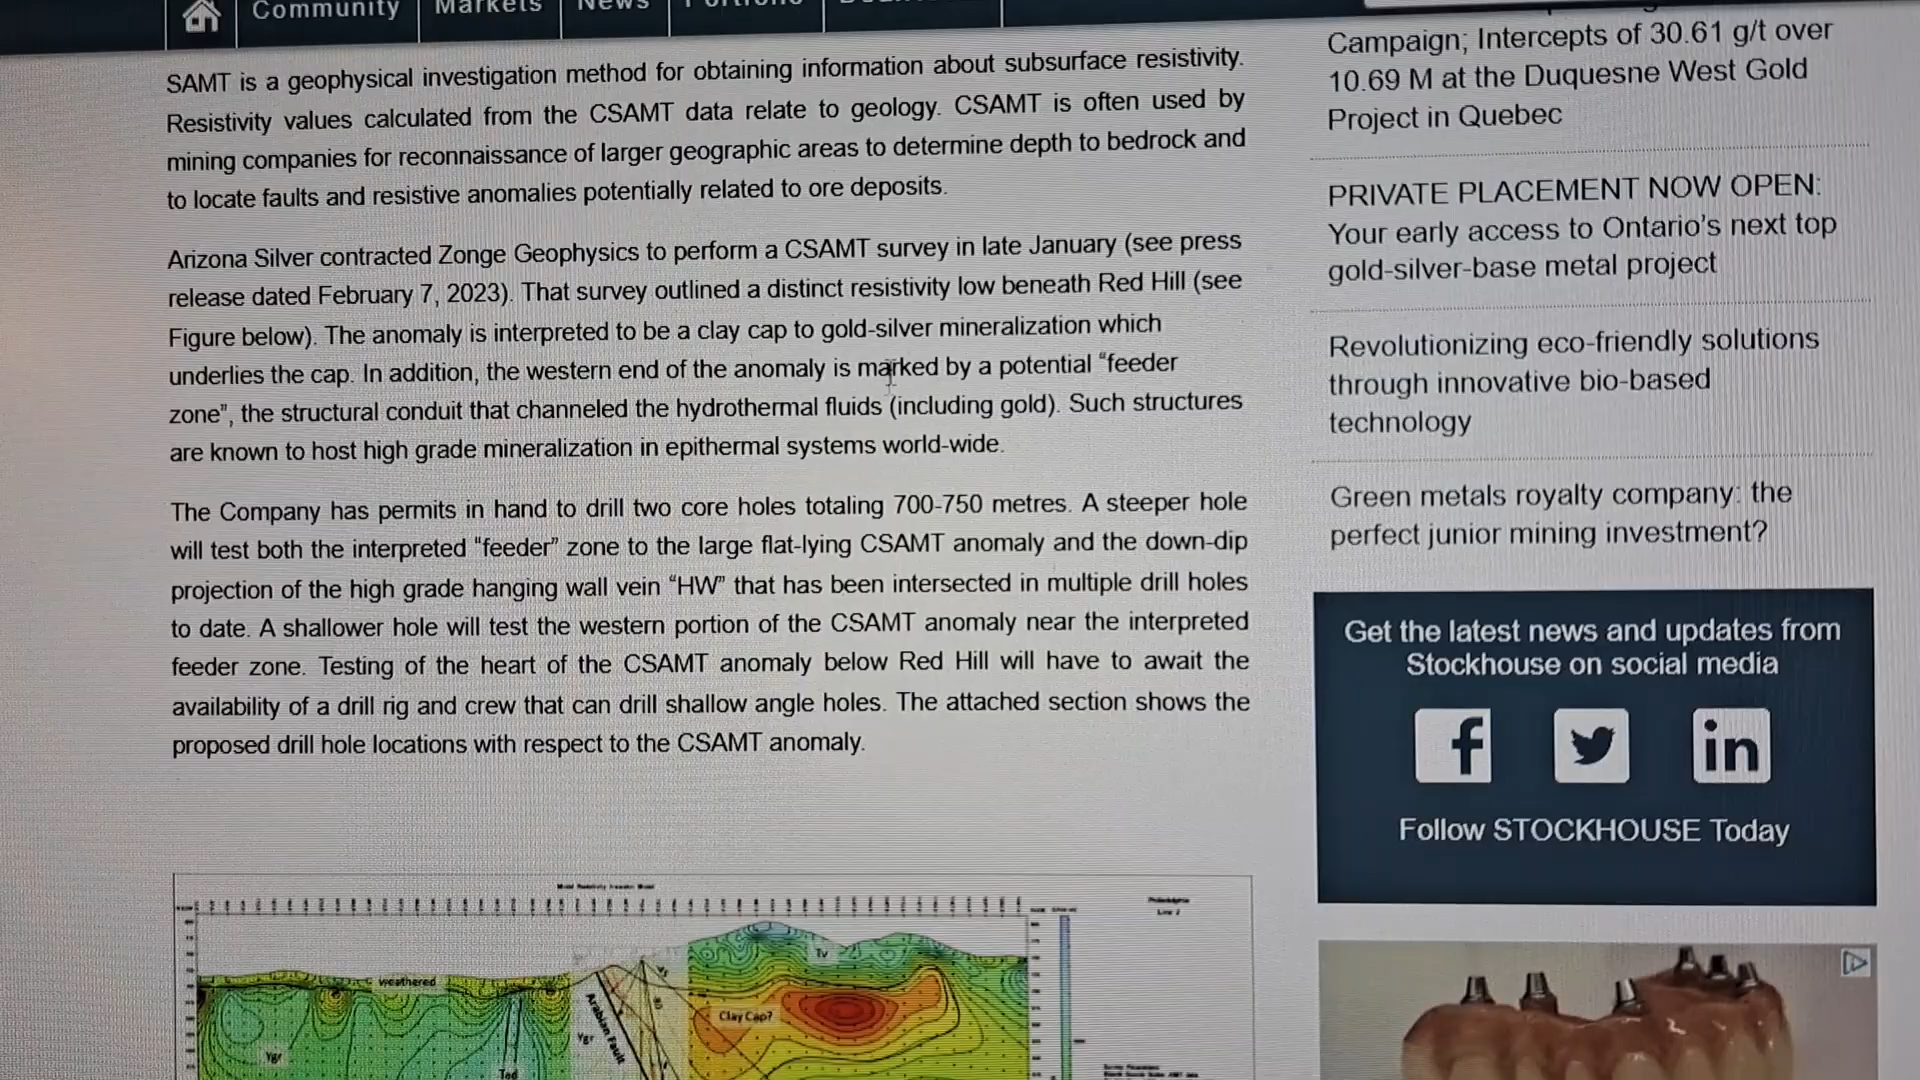 Community
Markets
News
SAMT is a geophysical investigation method for obtaining information about subsurface resistivity.
Resistivity values calculated from the CSAMT data relate to geology. CSAMT is often used by
mining companies for reconnaissance of larger geographic areas to determine depth to bedrock and
to locate faults and resistive anomalies potentially related to ore deposits.
Arizona Silver contracted Zonge Geophysics to perform a CSAMT survey in late January (see press
release dated February 7, 2023). That survey outlined a distinct resistivity low beneath Red Hill (see
Figure below). The anomaly is interpreted to be a clay cap to gold-silver mineralization which
underlies the cap. In addition, the western end of the anomaly is marked by a potential “feeder
zone”, the structural conduit that channeled the hydrothermal fluids (including gold). Such structures
are known to host high grade mineralization in epithermal systems world-wide.
The Company has permits in hand to drill two core holes totaling 700-750 metres. A steeper hole
will test both the interpreted “feeder” zone to the large flat-lying CSAMT anomaly and the down-dip
projection of the high grade hanging wall vein “HW” that has been intersected in multiple drill holes
to date. A shallower hole will test the western portion of the CSAMT anomaly near the interpreted
feeder zone. Testing of the heart of the CSAMT anomaly below Red Hill will have to await the
availability of a drill rig and crew that can drill shallow angle holes. The attached section shows the
proposed drill hole locations with respect to the CSAMT anomaly.
weathered
Tv
Clay Cap?
Arabian Fault
Ygr
Ygr
Campaign; Intercepts of 30.61 g/t over
10.69 M at the Duquesne West Gold
Project in Quebec
PRIVATE PLACEMENT NOW OPEN:
Your early access to Ontario's next top
gold-silver-base metal project
Revolutionizing eco-friendly solutions
through innovative bio-based
technology
Green metals royalty company: the
perfect junior mining investment?
Get the latest news and updates from
Stockhouse on social media
f
in
Follow STOCKHOUSE Today